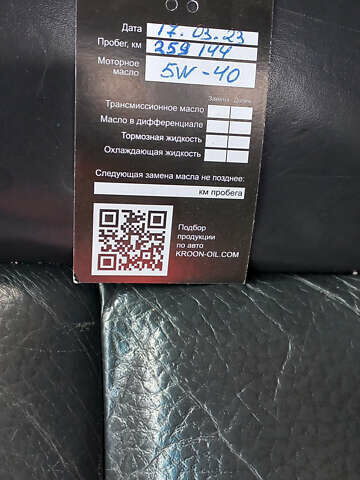 Дата 17.03.23
Пробег, км 259 144
Моторное масло 5W-40
Замена Долив
Трансмиссионное масло
Масло в дифференциале
Тормозная жидкость
Охлаждающая жидкость
Следующая замена масла не позднее:
км пробега
Подбор
продукции
по авто
KROON-OIL.COM